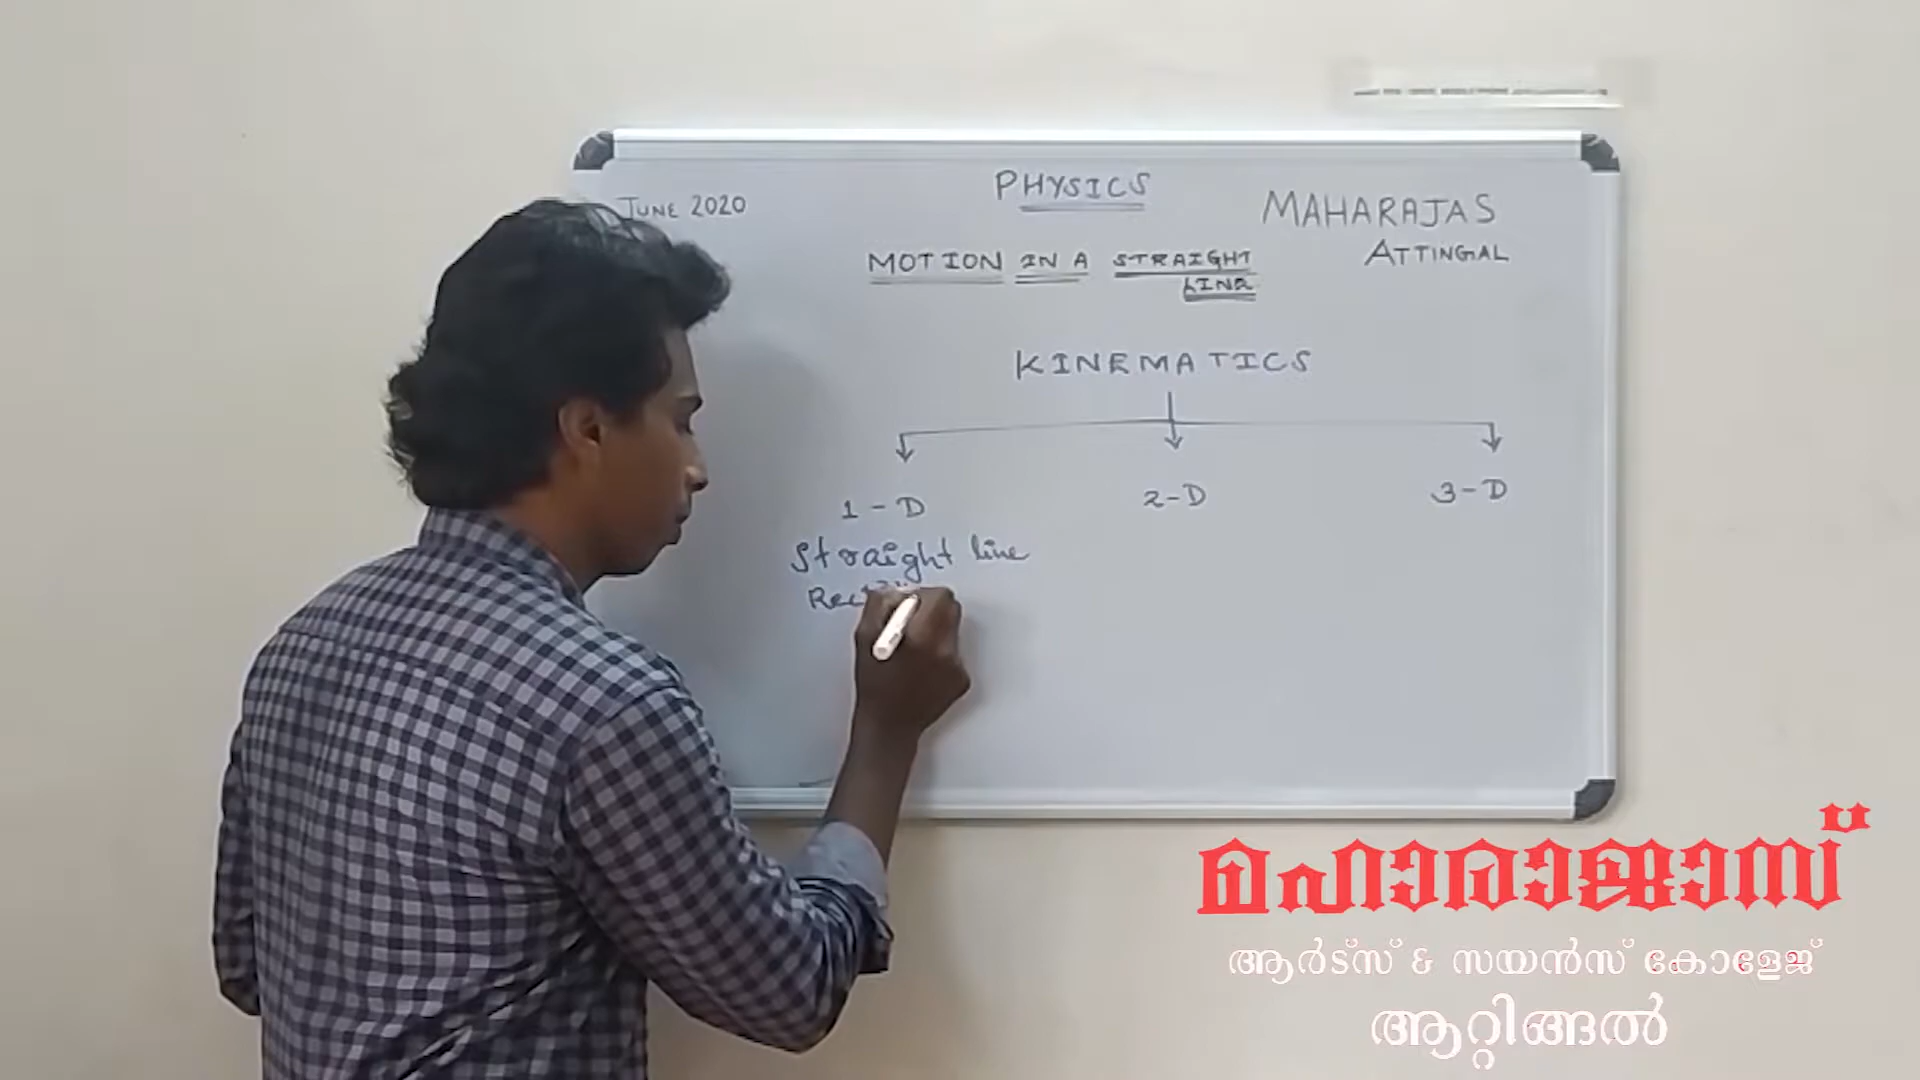 JUNE 2020
PHYSICS
MAHARAJAS
ATTINGAL
MOTION IN A STRAIGHT
LINE
KINEMATICS
1-D
2-D
3-D
Straight line
മഹാരാജാസ്
ആർട്സ് & സയൻസ് കോളേജ്
ആറ്റിങ്ങൽ